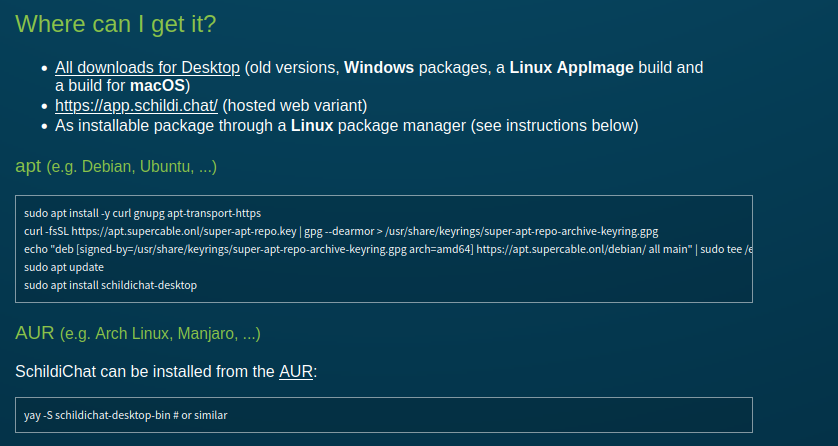 Where can I get it?
• All downloads for Desktop (old versions, Windows packages, a Linux AppImage build and
a build for macOS)
• https://app.schildi.chat/ (hosted web variant)
• As installable package through a Linux package manager (see instructions below)
apt (e.g. Debian, Ubuntu, ...)
sudo apt install -y curl gnupg apt-transport-https
curl -fsSL https://apt.supercable.onl/super-apt-repo.key | gpg --dearmor > /usr/share/keyrings/super-apt-repo-archive-keyring.gpg
echo "deb [signed-by=/usr/share/keyrings/super-apt-repo-archive-keyring.gpg arch=amd64] https://apt.supercable.onl/debian/ all main" | sudo tee /e
sudo apt update
sudo apt install schildichat-desktop
AUR (e.g. Arch Linux, Manjaro, ...)
SchildiChat can be installed from the AUR:
yay -S schildichat-desktop-bin # or similar